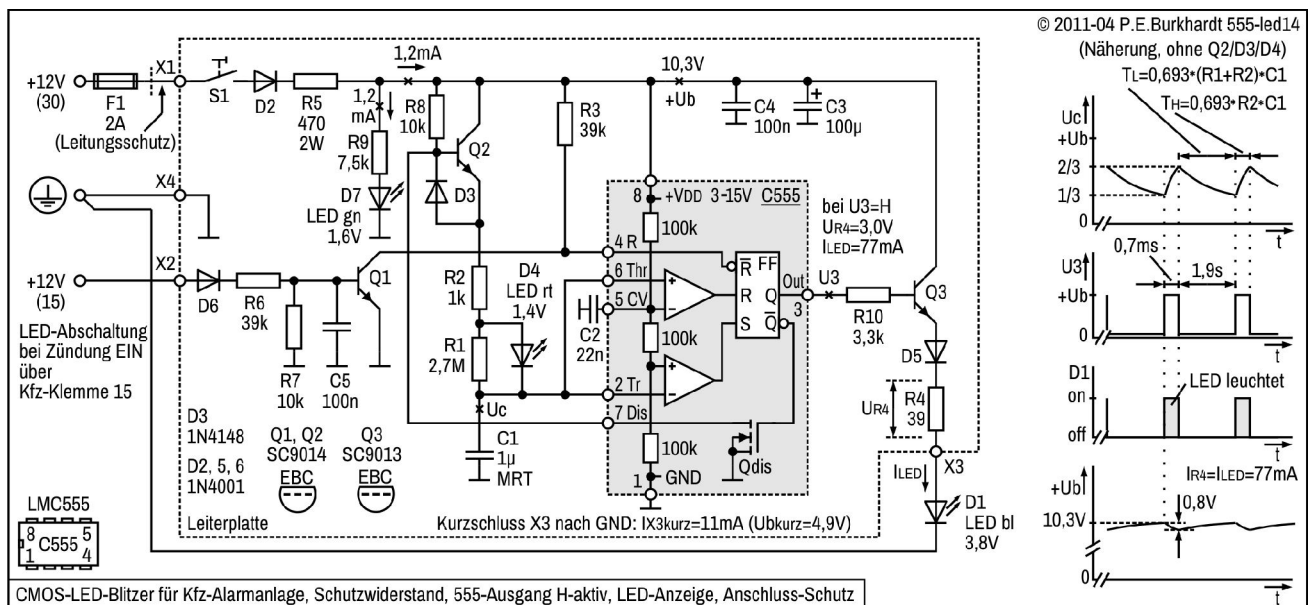 © 2011-04 P.E.Burkhardt 555-led14
(Näherung, ohne Q2/D3/D4)
TL=0,693*(R1+R2)*C1
TH=0,693*R2*C1
+12V
(30)
F1
2A
(Leitungsschutz)
X1
S1
D2
R5
470
2W
1,2mA
1,2
mA
R9
7,5k
D7
LED gn
1,6V
R8
10k
Q2
D3
R3
39k
10,3V
+Ub
C4
100n
C3
100µ
+
X4
+12V
(15)
X2
D6
R6
39k
R7
10k
C5
100n
Q1
LED-Abschaltung
bei Zündung EIN
über
Kfz-Klemme 15
R2
1k
D4
LED rt
1,4V
R1
2,7M
Uc
C1
1µ
MRT
C2
22n
8
+VDD 3-15V
C555
100k
4 R
6 Thr
5 CV
100k
2 Tr
7 Dis
100k
1
GND
+
−
+
−
R
FF
R
Q
S
Q
Out
3
Qdis
bei U3=H
UR4=3,0V
ILED=77mA
U3
R10
3,3k
Q3
D5
UR4
R4
39
X3
ILED
D1
LED bl
3,8V
D3
1N4148
D2, 5, 6
1N4001
Q1, Q2
SC9014
EBC
Q3
SC9013
EBC
Leiterplatte
Kurzschluss X3 nach GND: IX3kurz=11mA (Ubkurz=4,9V)
LMC555
8 5
C555
1 4
CMOS-LED-Blitzer für Kfz-Alarmanlage, Schutzwiderstand, 555-Ausgang H-aktiv, LED-Anzeige, Anschluss-Schutz
Uc
+Ub
2/3
1/3
0
t
U3
+Ub
0,7ms
1,9s
0
t
D1
on
off
LED leuchtet
t
+Ub
10,3V
IR4=ILED=77mA
0,8V
0
t